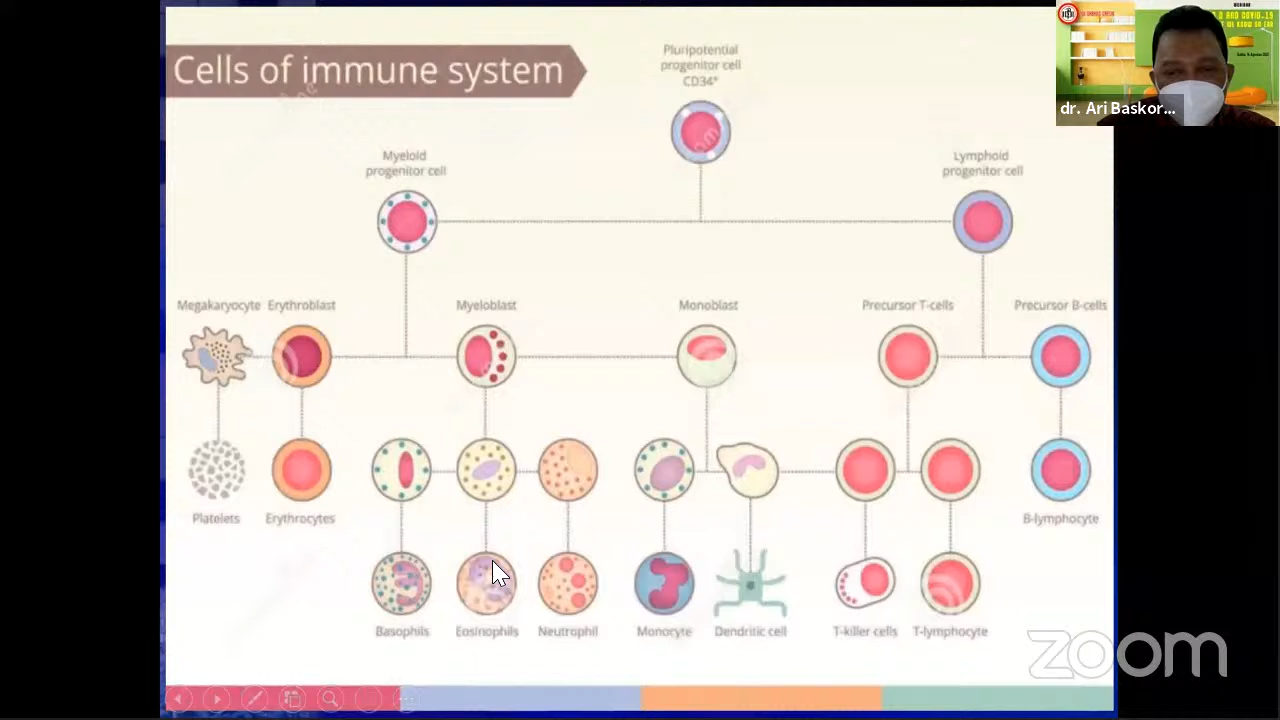 Cells of immune system
Pluripotential
progenitor cell
CD34+
Myeloid
progenitor cell
Lymphoid
progenitor cell
Megakaryocyte
Erythroblast
Myeloblast
Monoblast
Precursor T-cells
Precursor B-cells
Platelets
Erythrocytes
B-lymphocyte
Basophils
Eosinophils
Neutrophil
Monocyte
Dendritic cell
T-killer cells
T-lymphocyte
dr. Ari Baskor...
zoom